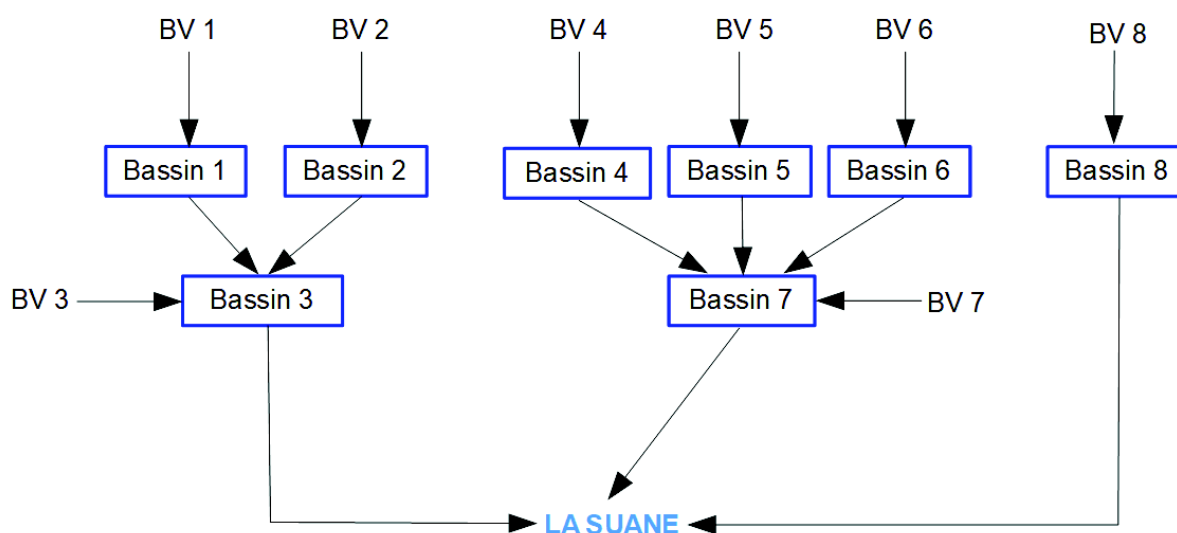 BV 1
BV 2
BV 4
BV 5
BV 6
BV 8
Bassin 1
Bassin 2
Bassin 4
Bassin 5
Bassin 6
Bassin 8
BV 3
Bassin 3
Bassin 7
BV 7
LA SUANE